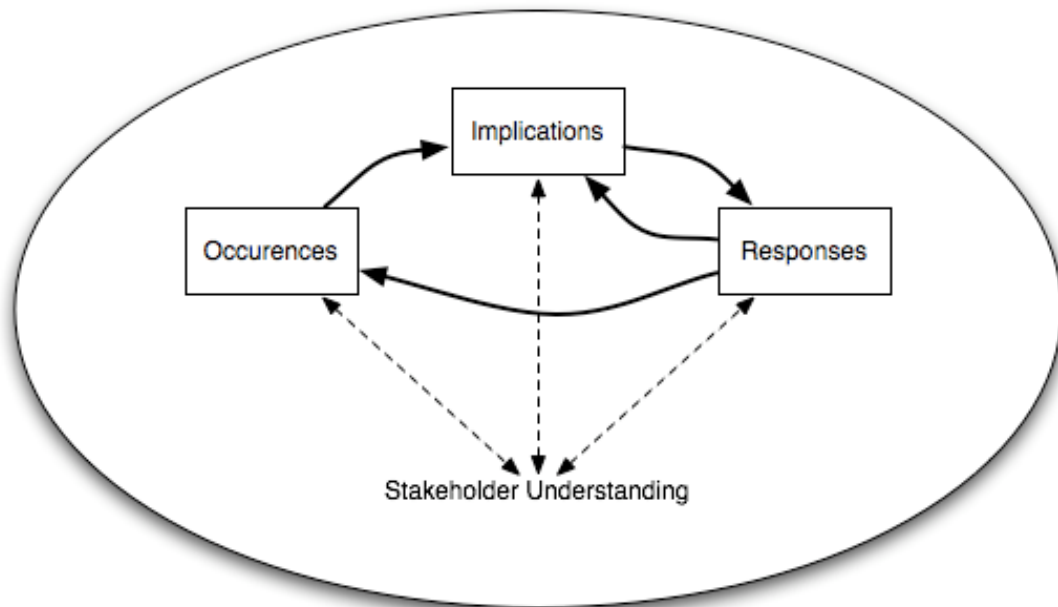 Implications
Occurences
Responses
Stakeholder Understanding